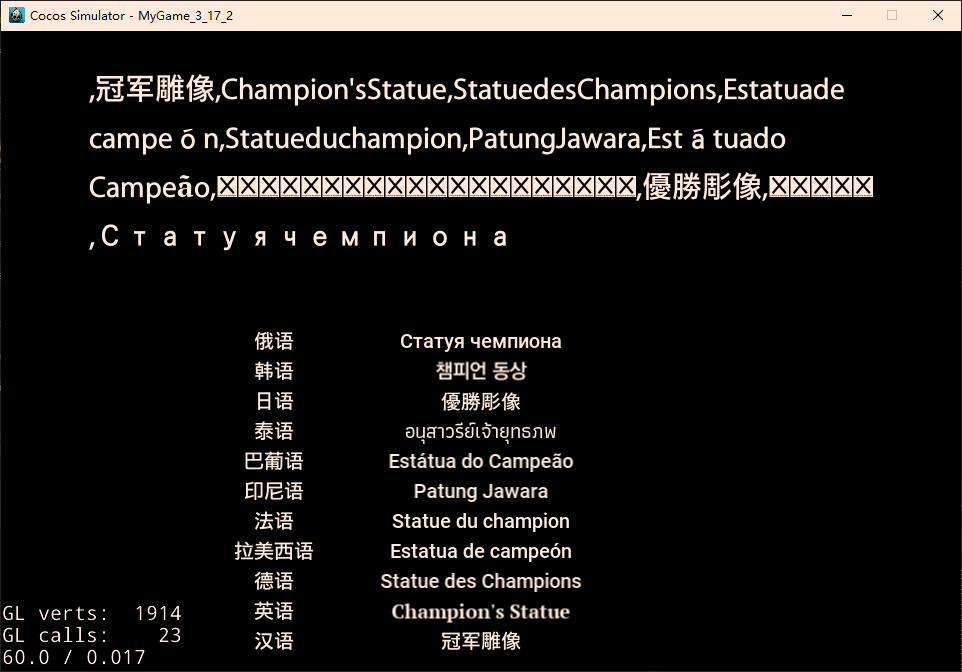 Cocos Simulator - MyGame_3_17_2
,冠军雕像,Champion'sStatue,StatuedesChampions,Estatuade
campe ó n,Statueduchampion,PatungJawara,Est á tuado
Campeão,☒☒☒☒☒☒☒☒☒☒☒☒☒☒☒☒☒☒☒☒,優勝彫像,☒☒☒☒☒
,С т а т у я ч е м п и о н а
俄语 Статуя чемпиона
韩语 챔피언 동상
日语 優勝彫像
泰语 อนุสาวรีย์เจ้ายุทธภพ
巴葡语 Estátua do Campeão
印尼语 Patung Jawara
法语 Statue du champion
拉美西语 Estatua de campeón
德语 Statue des Champions
英语 Champion's Statue
汉语 冠军雕像
GL verts: 1914
GL calls: 23
60.0 / 0.017